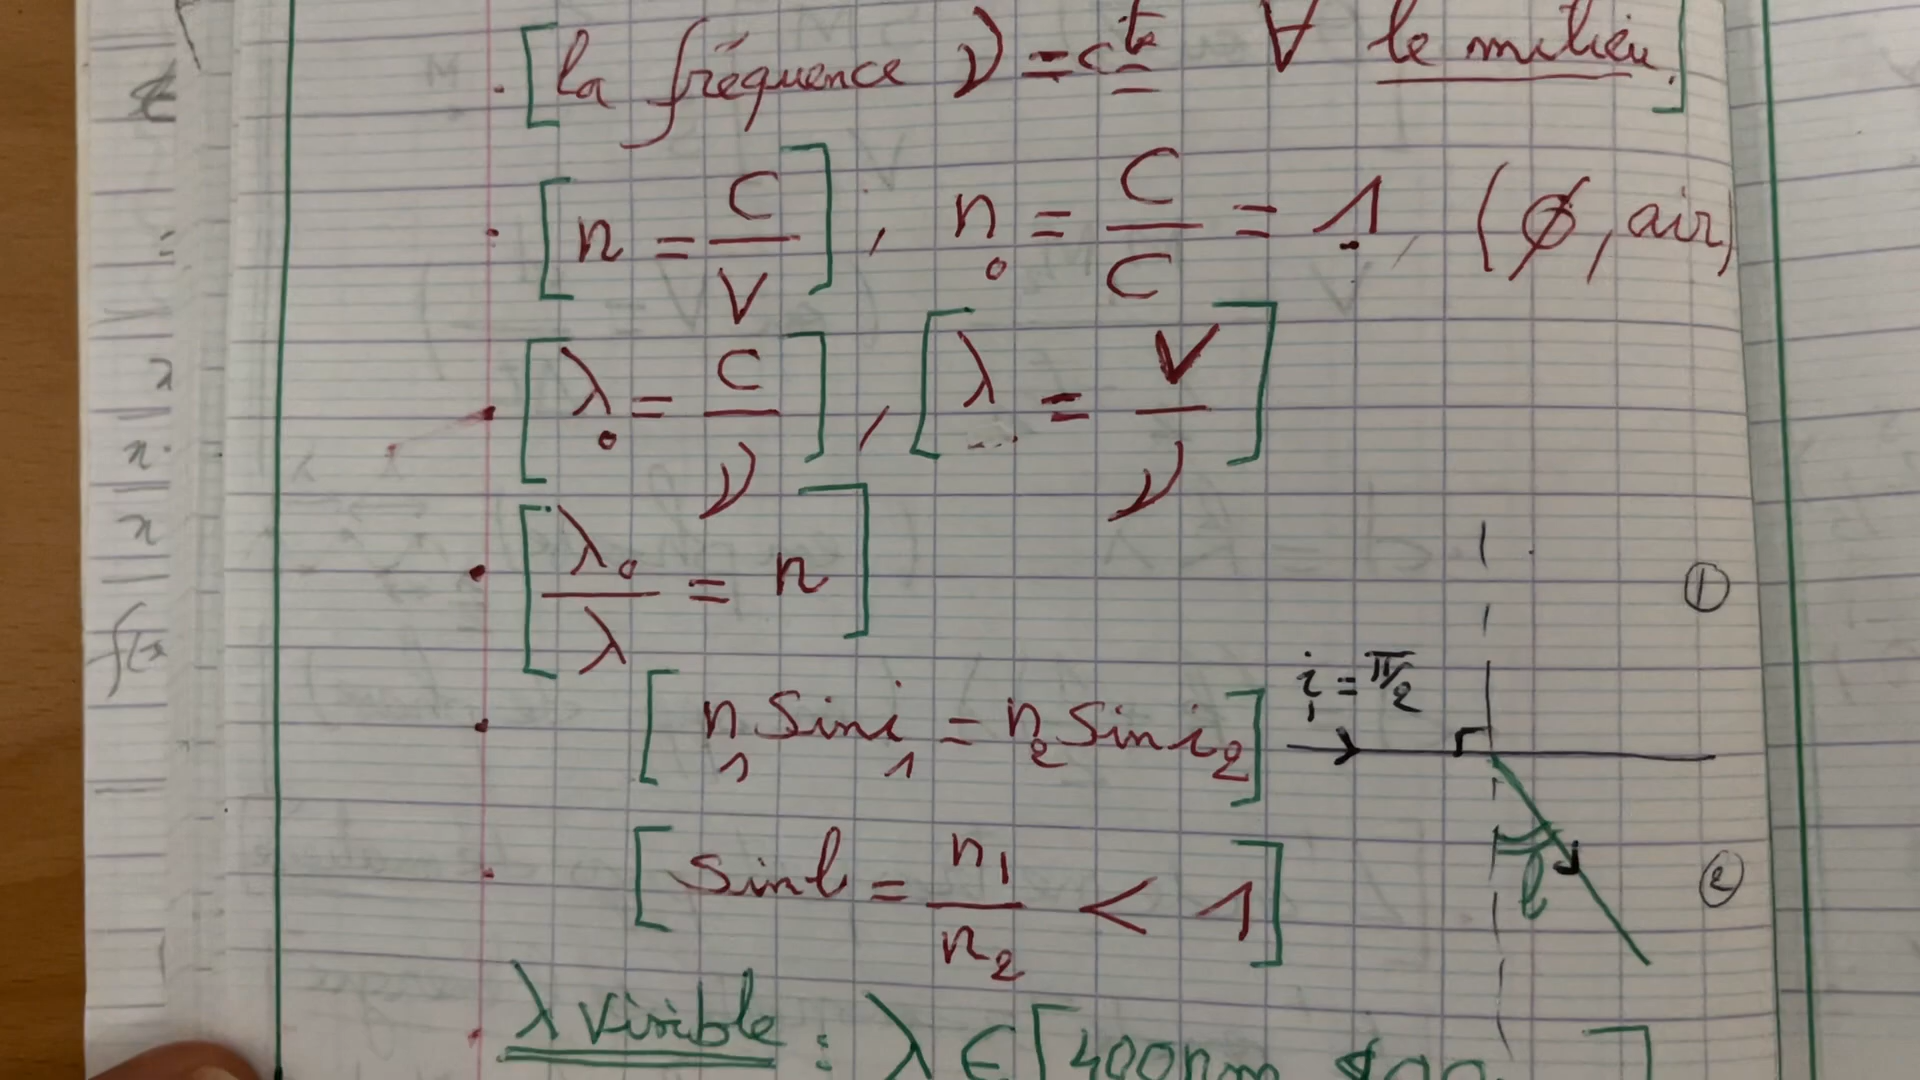 . [la fréquence ν = cte ∀ le milieu.]
. [n = C/V] , n₀ = C/C = 1 (∅, air)
. [λ₀ = C/ν] , [λ = V/ν]
. [λ₀/λ = n]
①
i₁ = π/2
. [n₁ Sin i₁ = n₂ Sin i₂]
. [Sin l = n₁/n₂ < 1]
l
②
. λ visible : λ ∈ [400nm